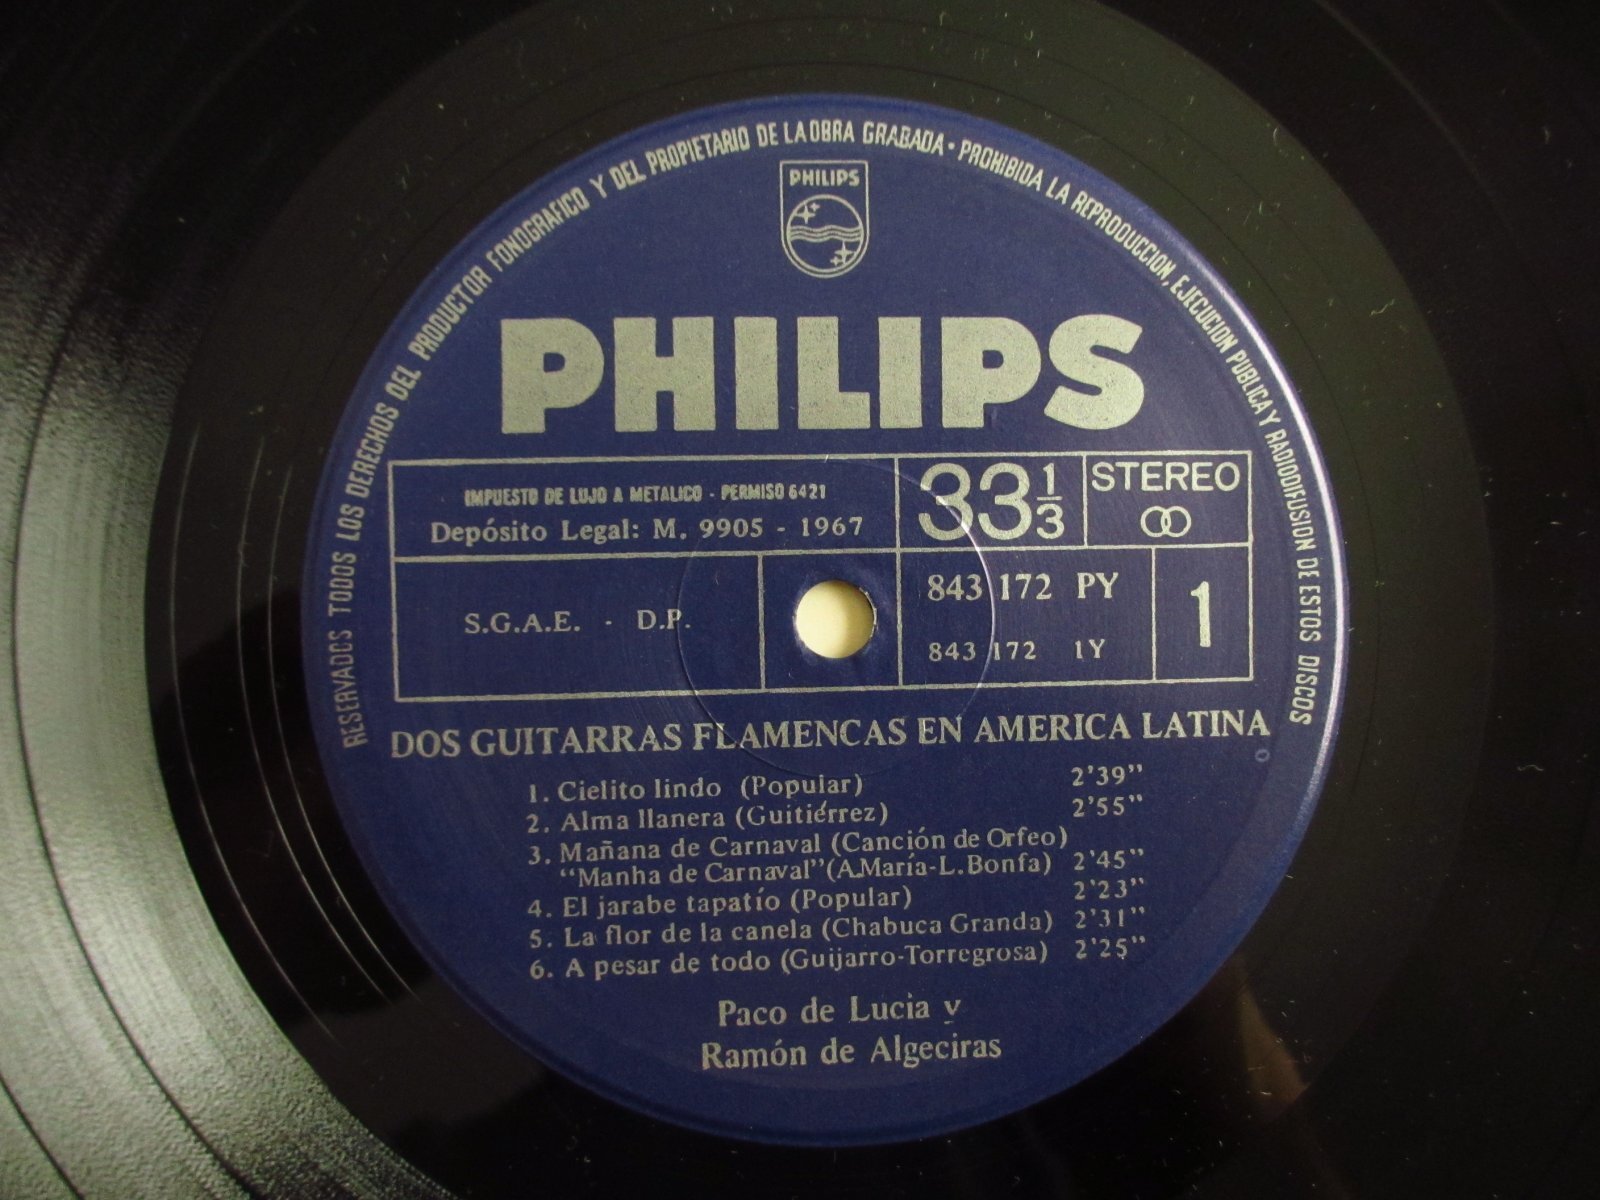 RESERVADOS TODOS LOS DERECHOS DEL PRODUCTOR FONOGRAFICO Y DEL PROPIETARIO DE LA OBRA GRABADA · PROHIBIDA LA REPRODUCCION, EJECUCION PUBLICA Y RADIODIFUSION DE ESTOS DISCOS
PHILIPS
PHILIPS
IMPUESTO DE LUJO A METALICO - PERMISO 6421
Depósito Legal: M. 9905 - 1967
33 1/3
STEREO
S.G.A.E. · D.P.
843 172 PY
843 172 1Y
1
DOS GUITARRAS FLAMENCAS EN AMERICA LATINA
1. Cielito lindo (Popular) 2'39"
2. Alma llanera (Guitiérrez) 2'55"
3. Mañana de Carnaval (Canción de Orfeo)
"Manha de Carnaval" (A.María-L.Bonfa) 2'45"
4. El jarabe tapatío (Popular) 2'23"
5. La flor de la canela (Chabuca Granda) 2'31"
6. A pesar de todo (Guijarro-Torregrosa) 2'25"
Paco de Lucia y
Ramón de Algeciras